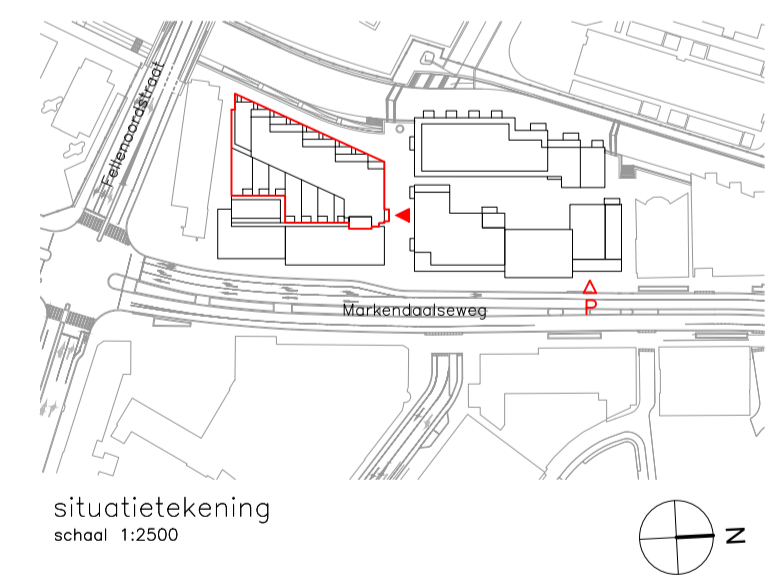 Fellenoordstraat
Markendaalseweg
P
situatietekening
schaal 1:2500
N